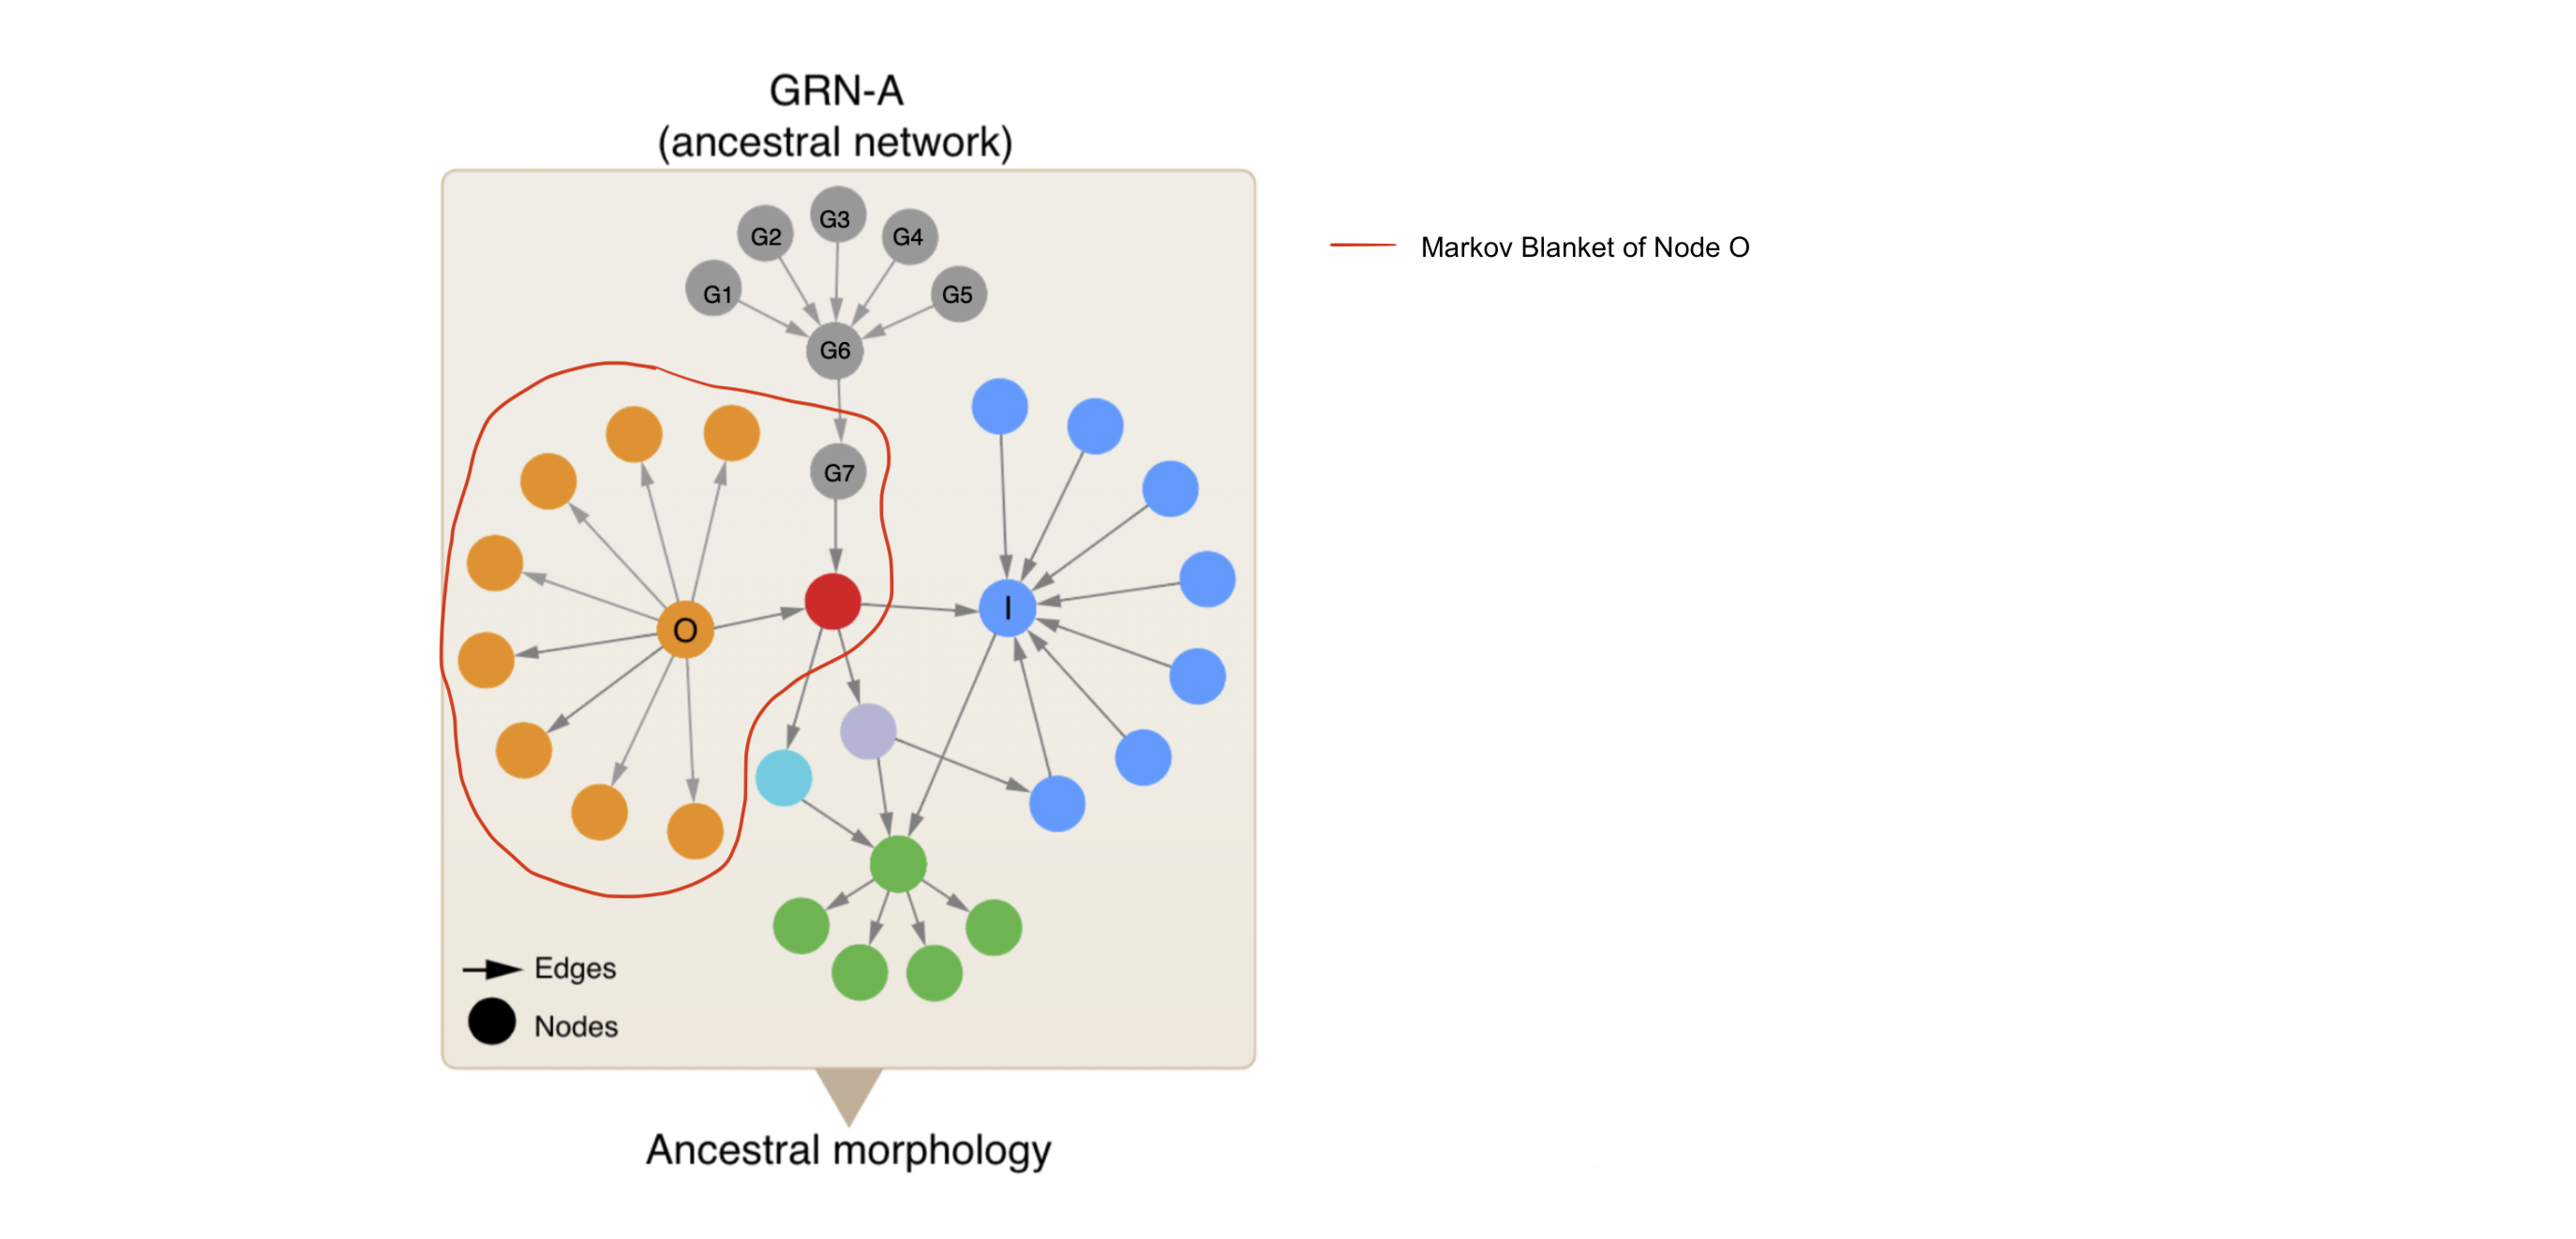 GRN-A
(ancestral network)
G3
G2
G4
G1
G5
G6
Markov Blanket of Node O
G7
I
O
Edges
Nodes
Ancestral morphology